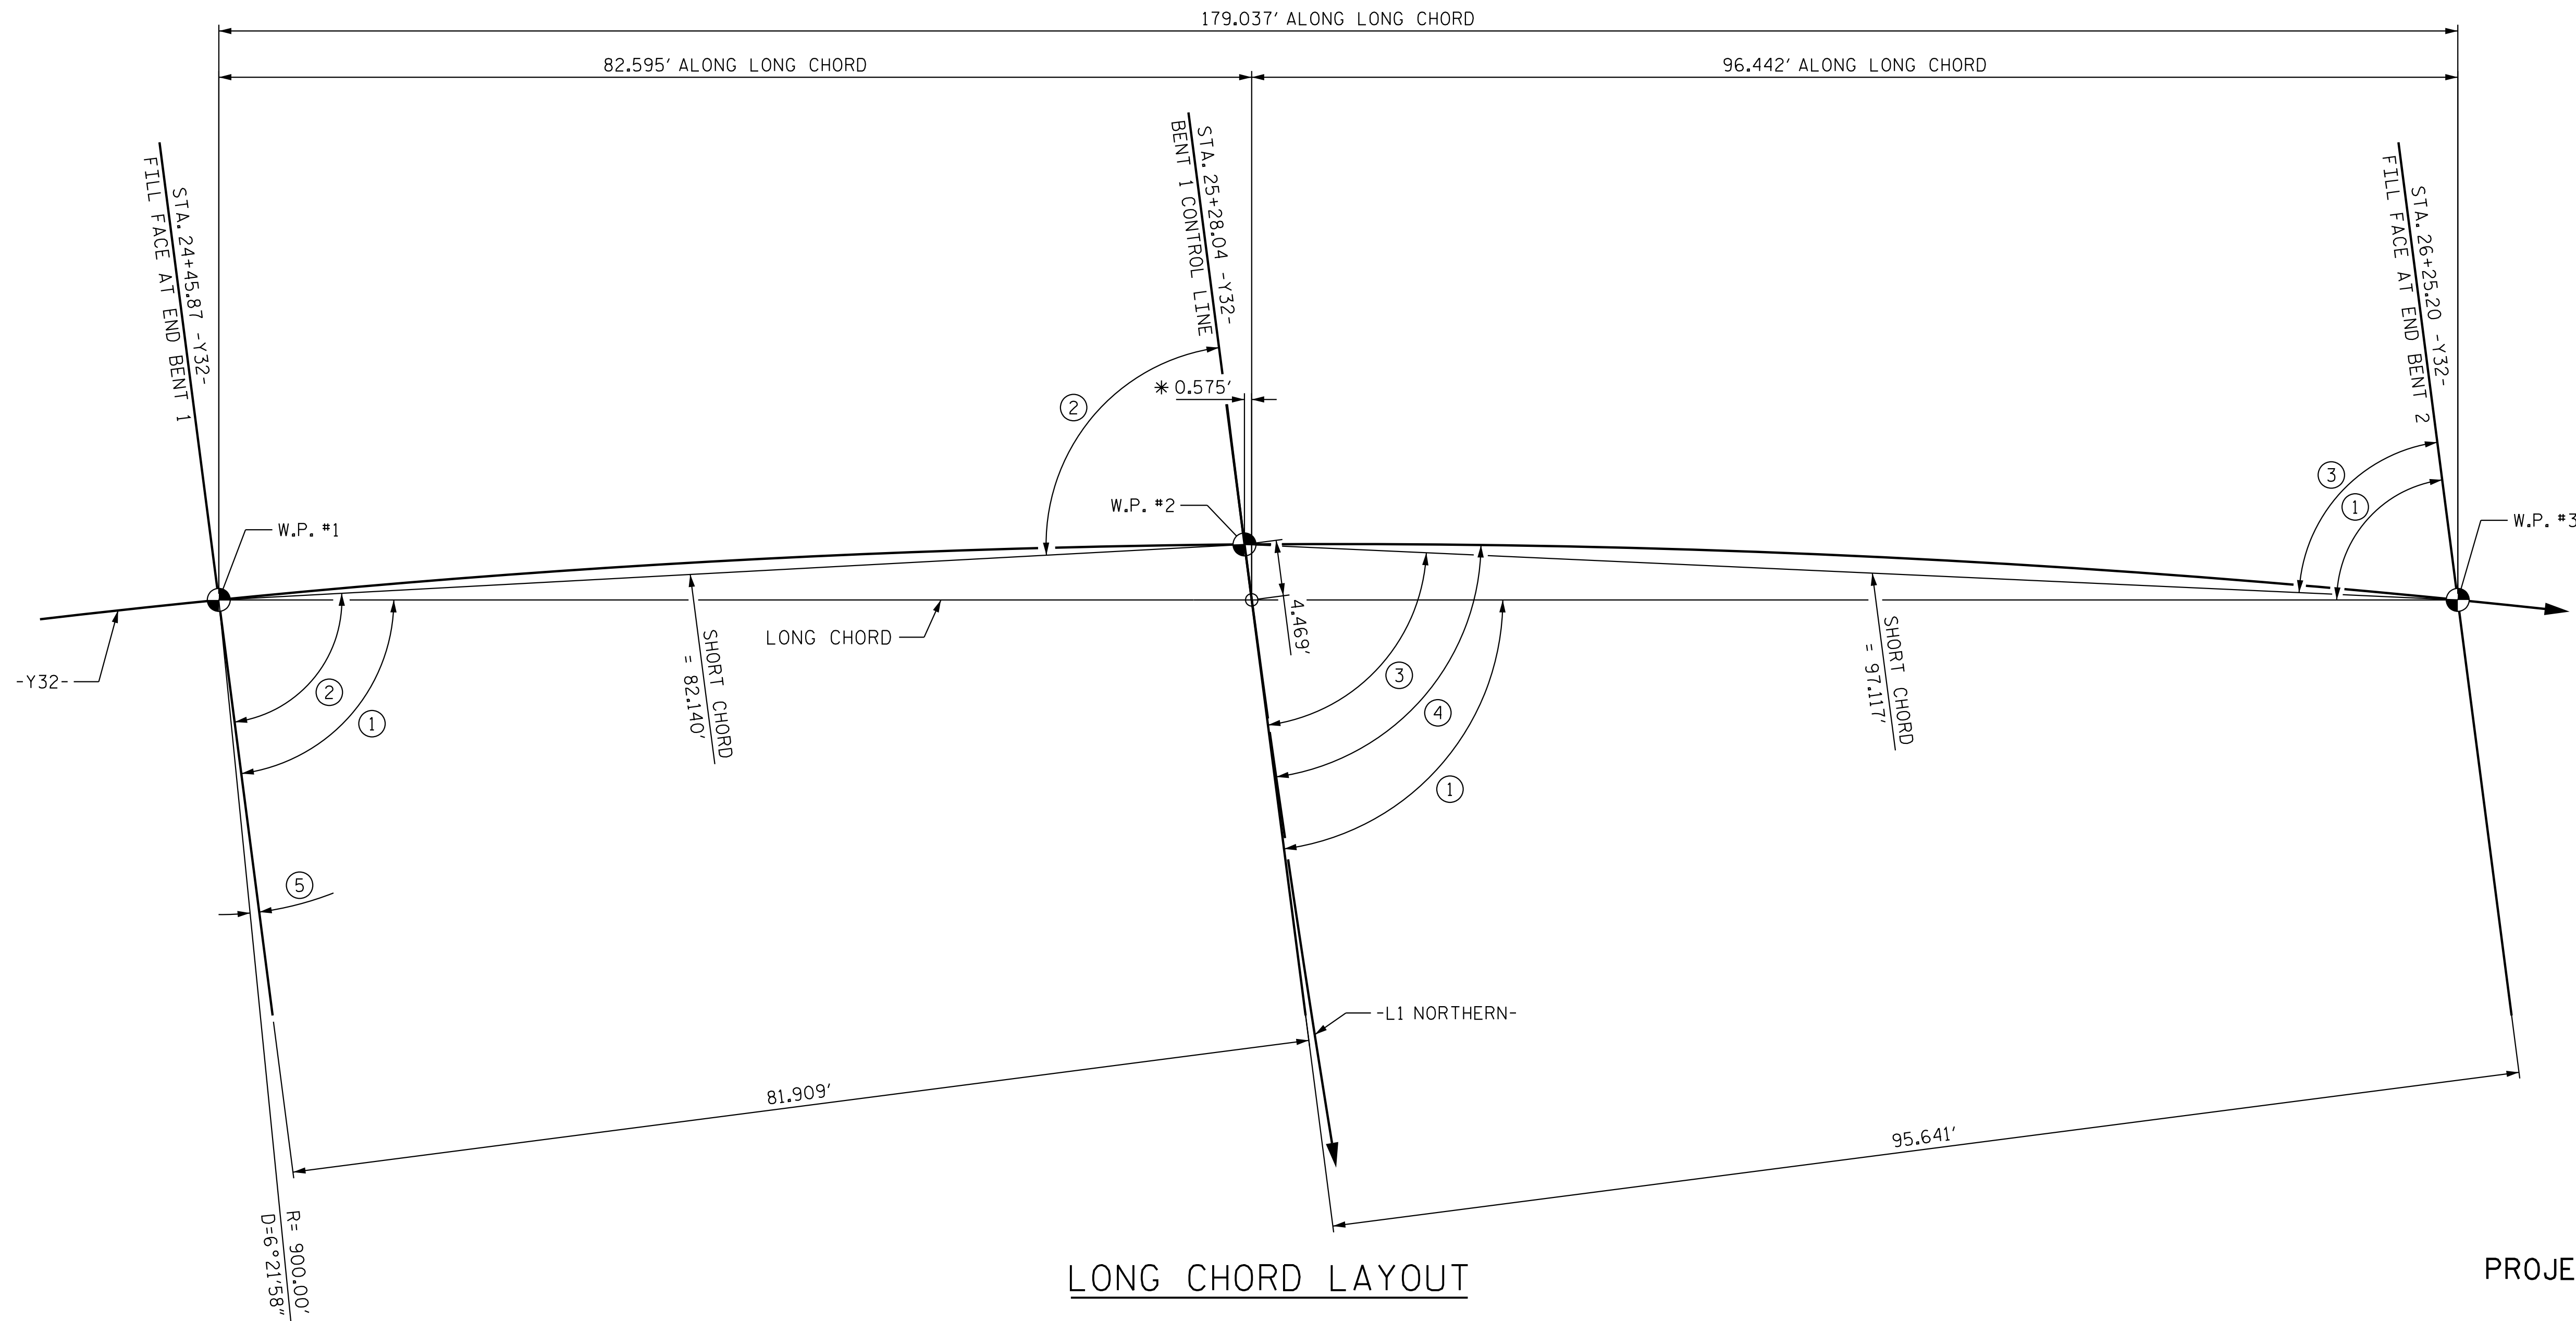 179.037' ALONG LONG CHORD
82.595' ALONG LONG CHORD
96.442' ALONG LONG CHORD
STA. 24+45.87 -Y32-
FILL FACE AT END BENT 1
STA. 25+28.04 -Y32-
BENT 1 CONTROL LINE
STA. 26+25.20 -Y32-
FILL FACE AT END BENT 2
✳ 0.575'
2
3
1
W.P. #1
W.P. #2
W.P. #3
4.469'
LONG CHORD
SHORT CHORD
= 82.140'
SHORT CHORD
= 97.117'
-Y32-
2
1
3
4
1
5
-L1 NORTHERN-
81.909'
95.641'
R= 900.00'
D=6°21'58"
LONG CHORD LAYOUT
PROJE